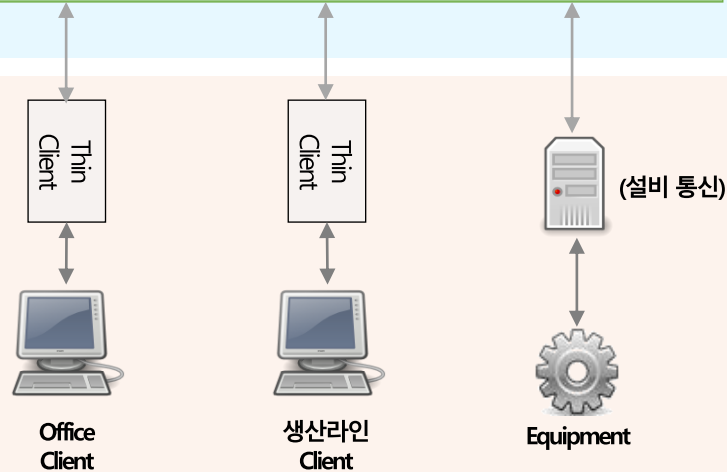 Thin
Client
Thin
Client
(설비 통신)
Office
Client
생산라인
Client
Equipment